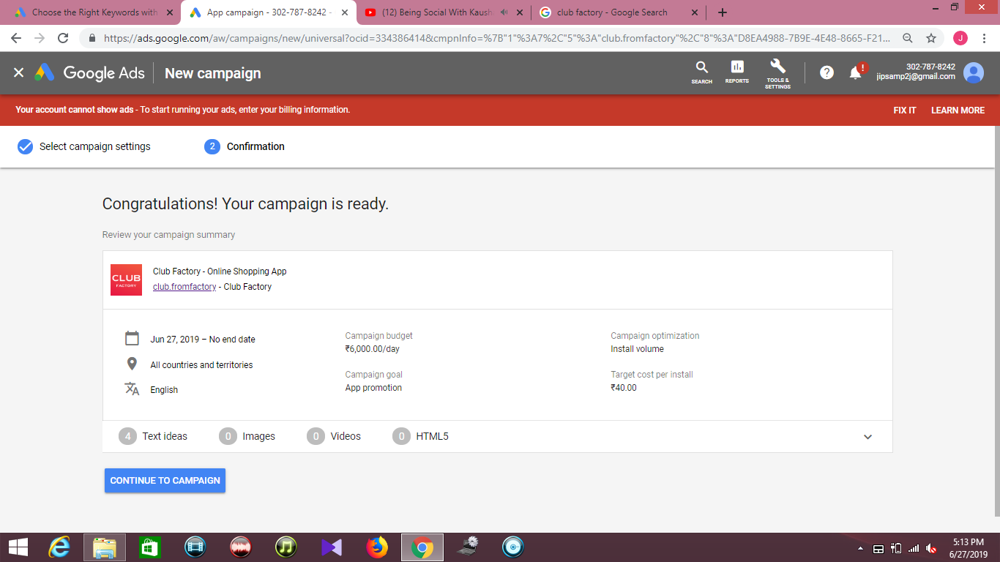 Choose the Right Keywords with
App campaign - 302-787-8242 -
(12) Being Social With Kaush
club factory - Google Search
https://ads.google.com/aw/campaigns/new/universal?ocid=334386414&cmpnInfo=%7B"1"%3A7%2C"5"%3A"club.fromfactory"%2C"8"%3A"D8EA4988-7B9E-4E48-8665-F21...
J
Google Ads
New campaign
SEARCH
REPORTS
TOOLS &
SETTINGS
?
!
302-787-8242
jipsamp2j@gmail.com
Your account cannot show ads - To start running your ads, enter your billing information.
FIX IT
LEARN MORE
Select campaign settings
2
Confirmation
Congratulations! Your campaign is ready.
Review your campaign summary
CLUB
FACTORY
Club Factory - Online Shopping App
club.fromfactory - Club Factory
Jun 27, 2019 – No end date
All countries and territories
English
Campaign budget
₹6,000.00/day
Campaign goal
App promotion
Campaign optimization
Install volume
Target cost per install
₹40.00
4 Text ideas
0 Images
0 Videos
0 HTML5
CONTINUE TO CAMPAIGN
5:13 PM
6/27/2019